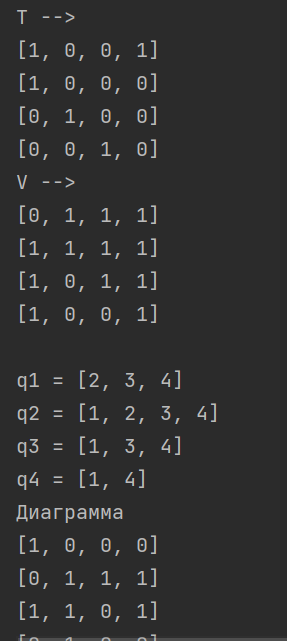 T -->
[1, 0, 0, 1]
[1, 0, 0, 0]
[0, 1, 0, 0]
[0, 0, 1, 0]
V -->
[0, 1, 1, 1]
[1, 1, 1, 1]
[1, 0, 1, 1]
[1, 0, 0, 1]
q1 = [2, 3, 4]
q2 = [1, 2, 3, 4]
q3 = [1, 3, 4]
q4 = [1, 4]
Диаграмма
[1, 0, 0, 0]
[0, 1, 1, 1]
[1, 1, 0, 1]